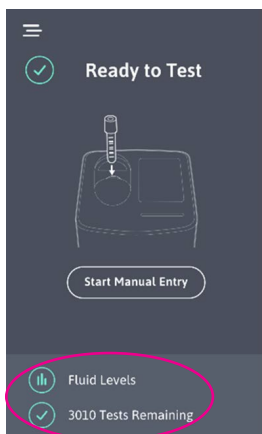 Ready to Test
Start Manual Entry
Fluid Levels
3010 Tests Remaining